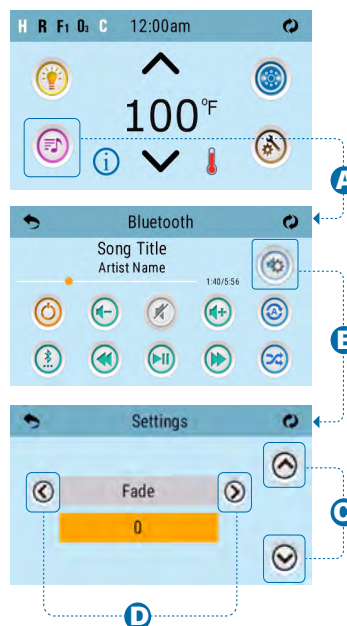 H R F1 O3 C 12:00am
100°F
i
A
Bluetooth
Song Title
Artist Name
1:40/5:56
A
B
Settings
Fade
0
C
D